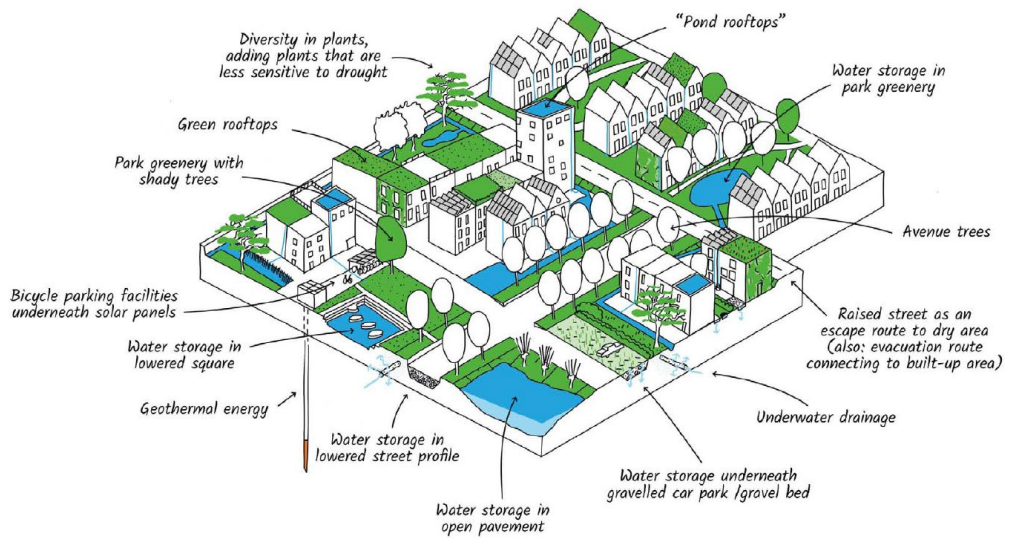 "Pond rooftops"
Diversity in plants,
adding plants that are
less sensitive to drought
Water storage in
park greenery
Green rooftops
Park greenery with
shady trees
Avenue trees
Bicycle parking facilities
underneath solar panels
Raised street as an
escape route to dry area
(also: evacuation route
connecting to built-up area)
Water storage in
lowered square
Geothermal energy
Underwater drainage
Water storage in
lowered street profile
Water storage underneath
gravelled car park /gravel bed
Water storage in
open pavement